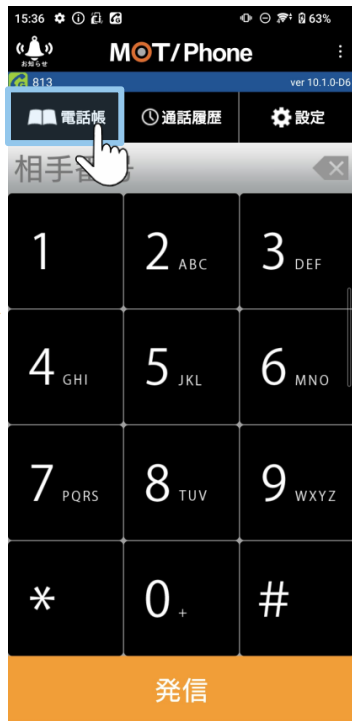 15:36 63%
お知らせ MOT/Phone
813 ver 10.1.0-D6
電話帳 通話履歴 設定
相手番号
1 2 ABC 3 DEF
4 GHI 5 JKL 6 MNO
7 PQRS 8 TUV 9 WXYZ
* 0 + #
発信